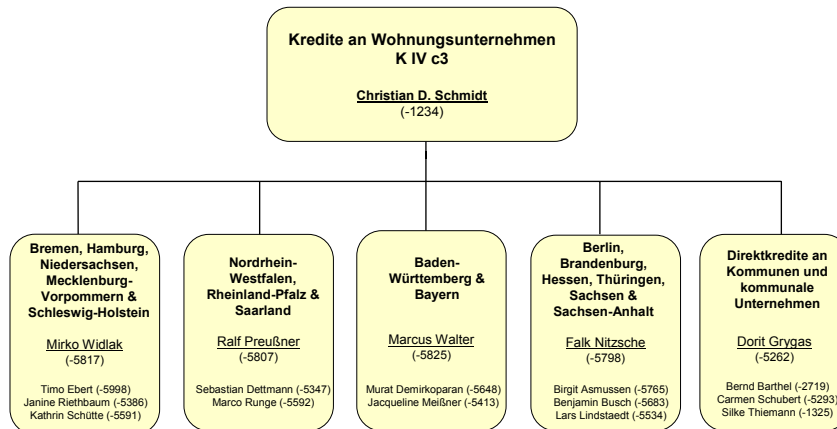 Kredite an Wohnungsunternehmen
K IV c3
Christian D. Schmidt
(-1234)
Bremen, Hamburg,
Niedersachsen,
Mecklenburg-
Vorpommern &
Schleswig-Holstein
Mirko Widlak
(-5817)
Timo Ebert (-5998)
Janine Riethbaum (-5386)
Kathrin Schütte (-5591)
Nordrhein-
Westfalen,
Rheinland-Pfalz &
Saarland
Ralf Preußner
(-5807)
Sebastian Dettmann (-5347)
Marco Runge (-5592)
Baden-
Württemberg &
Bayern
Marcus Walter
(-5825)
Murat Demirkoparan (-5648)
Jacqueline Meißner (-5413)
Berlin,
Brandenburg,
Hessen, Thüringen,
Sachsen &
Sachsen-Anhalt
Falk Nitzsche
(-5798)
Birgit Asmussen (-5765)
Benjamin Busch (-5683)
Lars Lindstaedt (-5534)
Direktkredite an
Kommunen und
kommunale
Unternehmen
Dorit Grygas
(-5262)
Bernd Barthel (-2719)
Carmen Schubert (-5293)
Silke Thiemann (-1325)